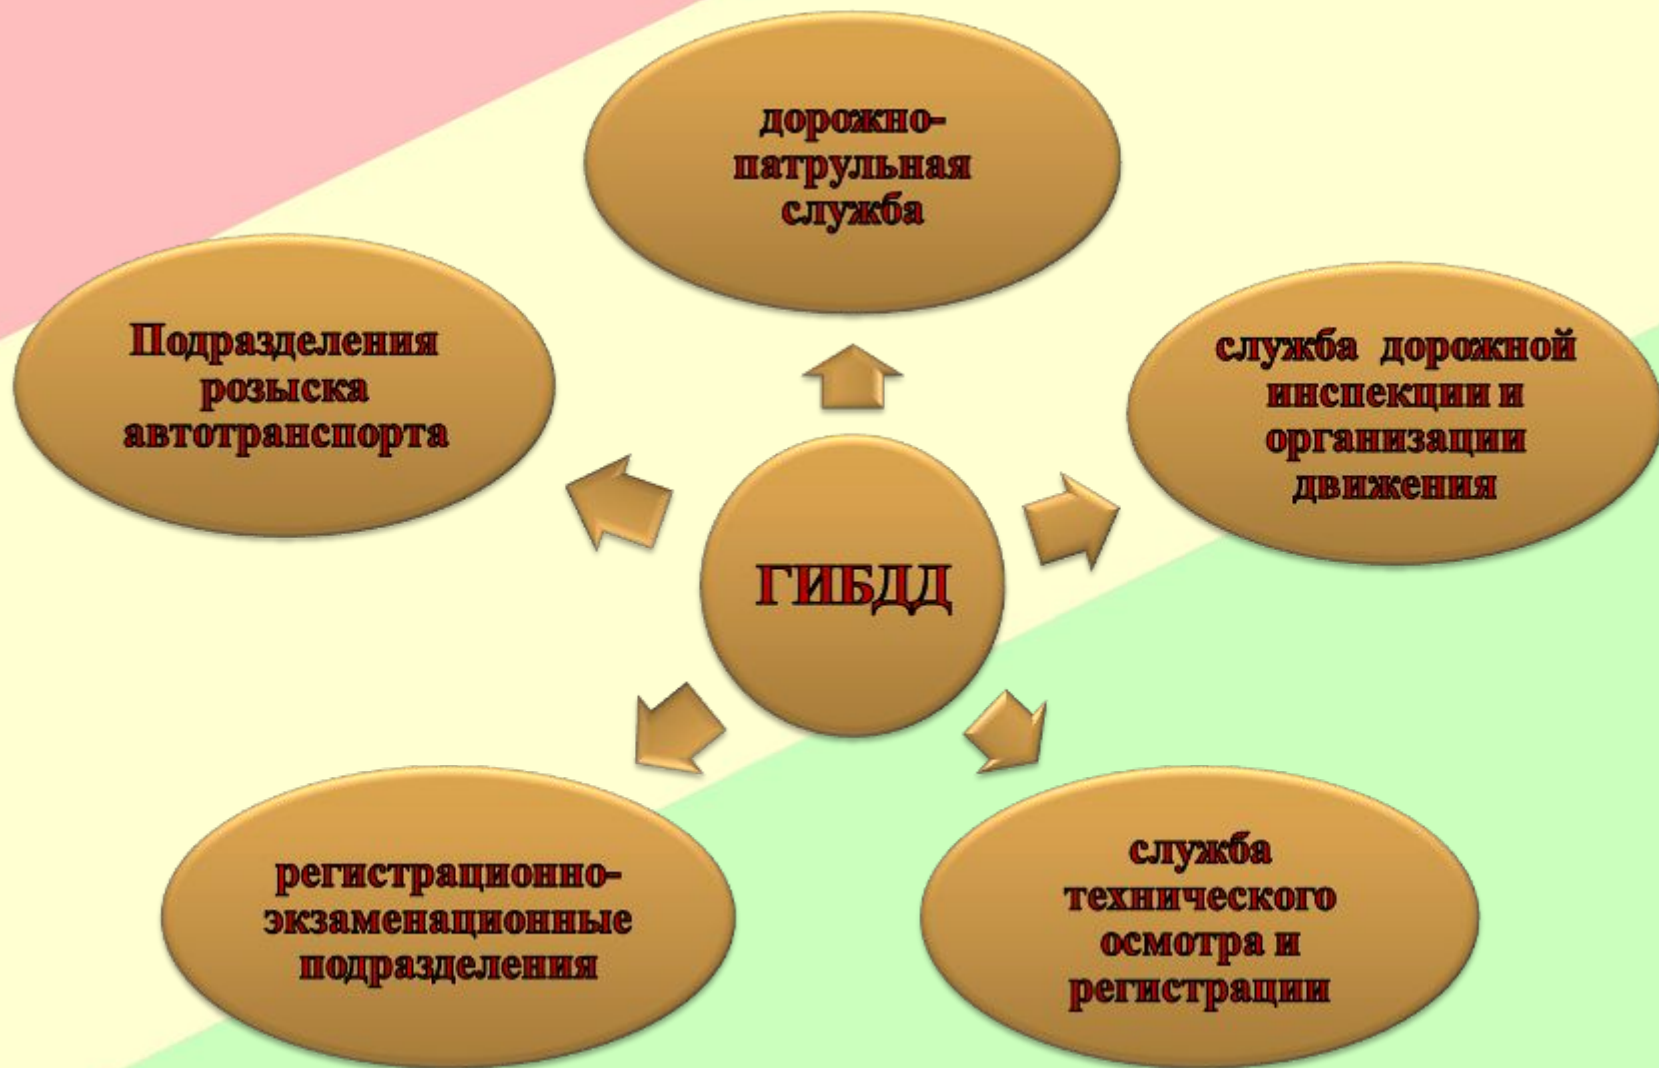 дорожно-
патрульная
служба
Подразделения
розыска
автотранспорта
служба дорожной
инспекции и
организации
движения
ГИБДД
регистрационно-
экзаменационные
подразделения
служба
технического
осмотра и
регистрации